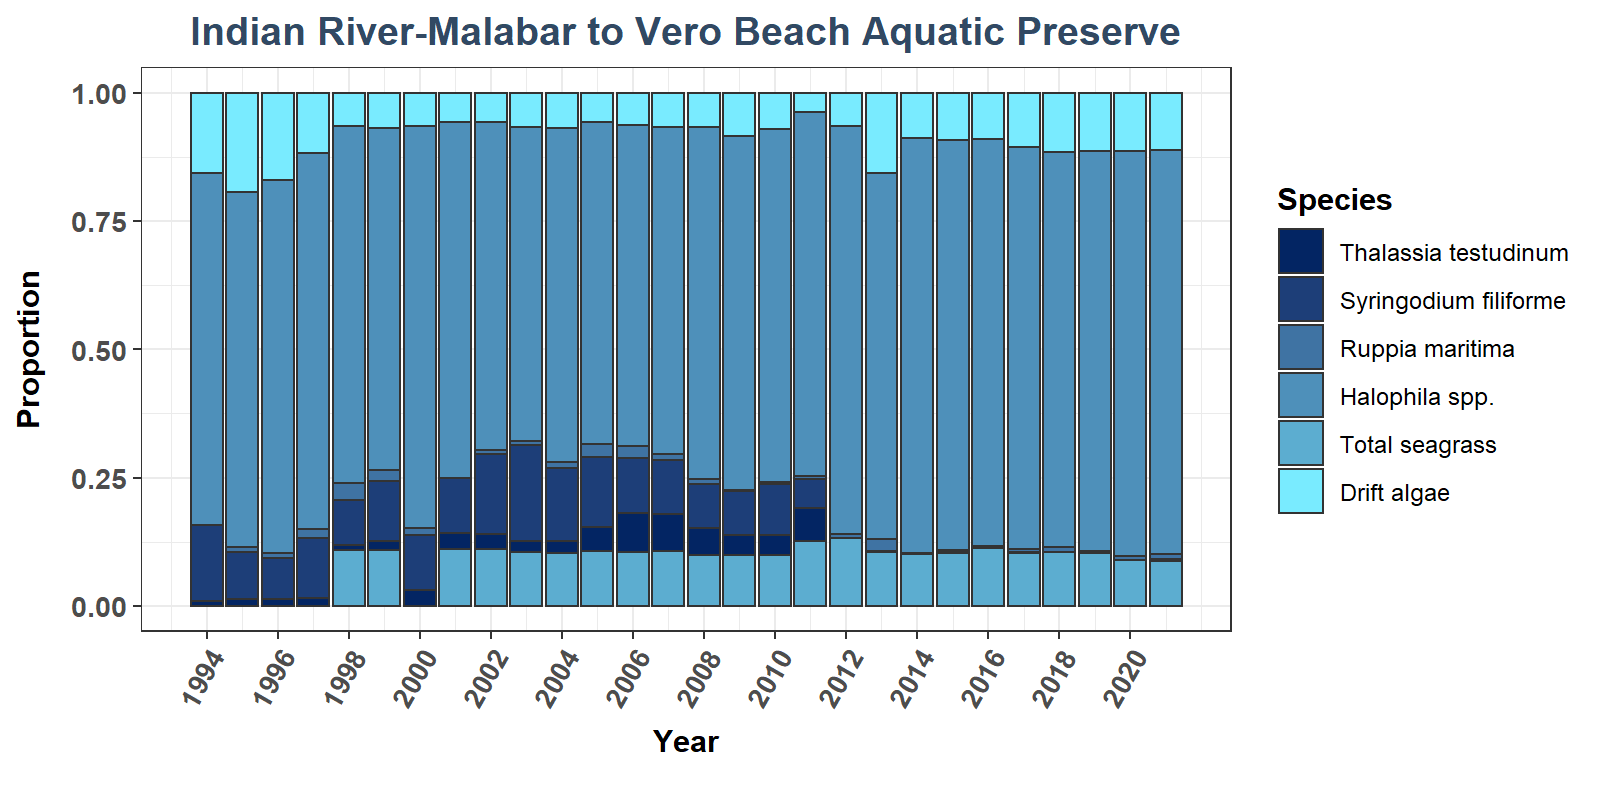 Indian River-Malabar to Vero Beach Aquatic Preserve
1.00
0.75
0.50
0.25
0.00
Proportion
1994
1996
1998
2000
2002
2004
2006
2008
2010
2012
2014
2016
2018
2020
Year
Species
Thalassia testudinum
Syringodium filiforme
Ruppia maritima
Halophila spp.
Total seagrass
Drift algae